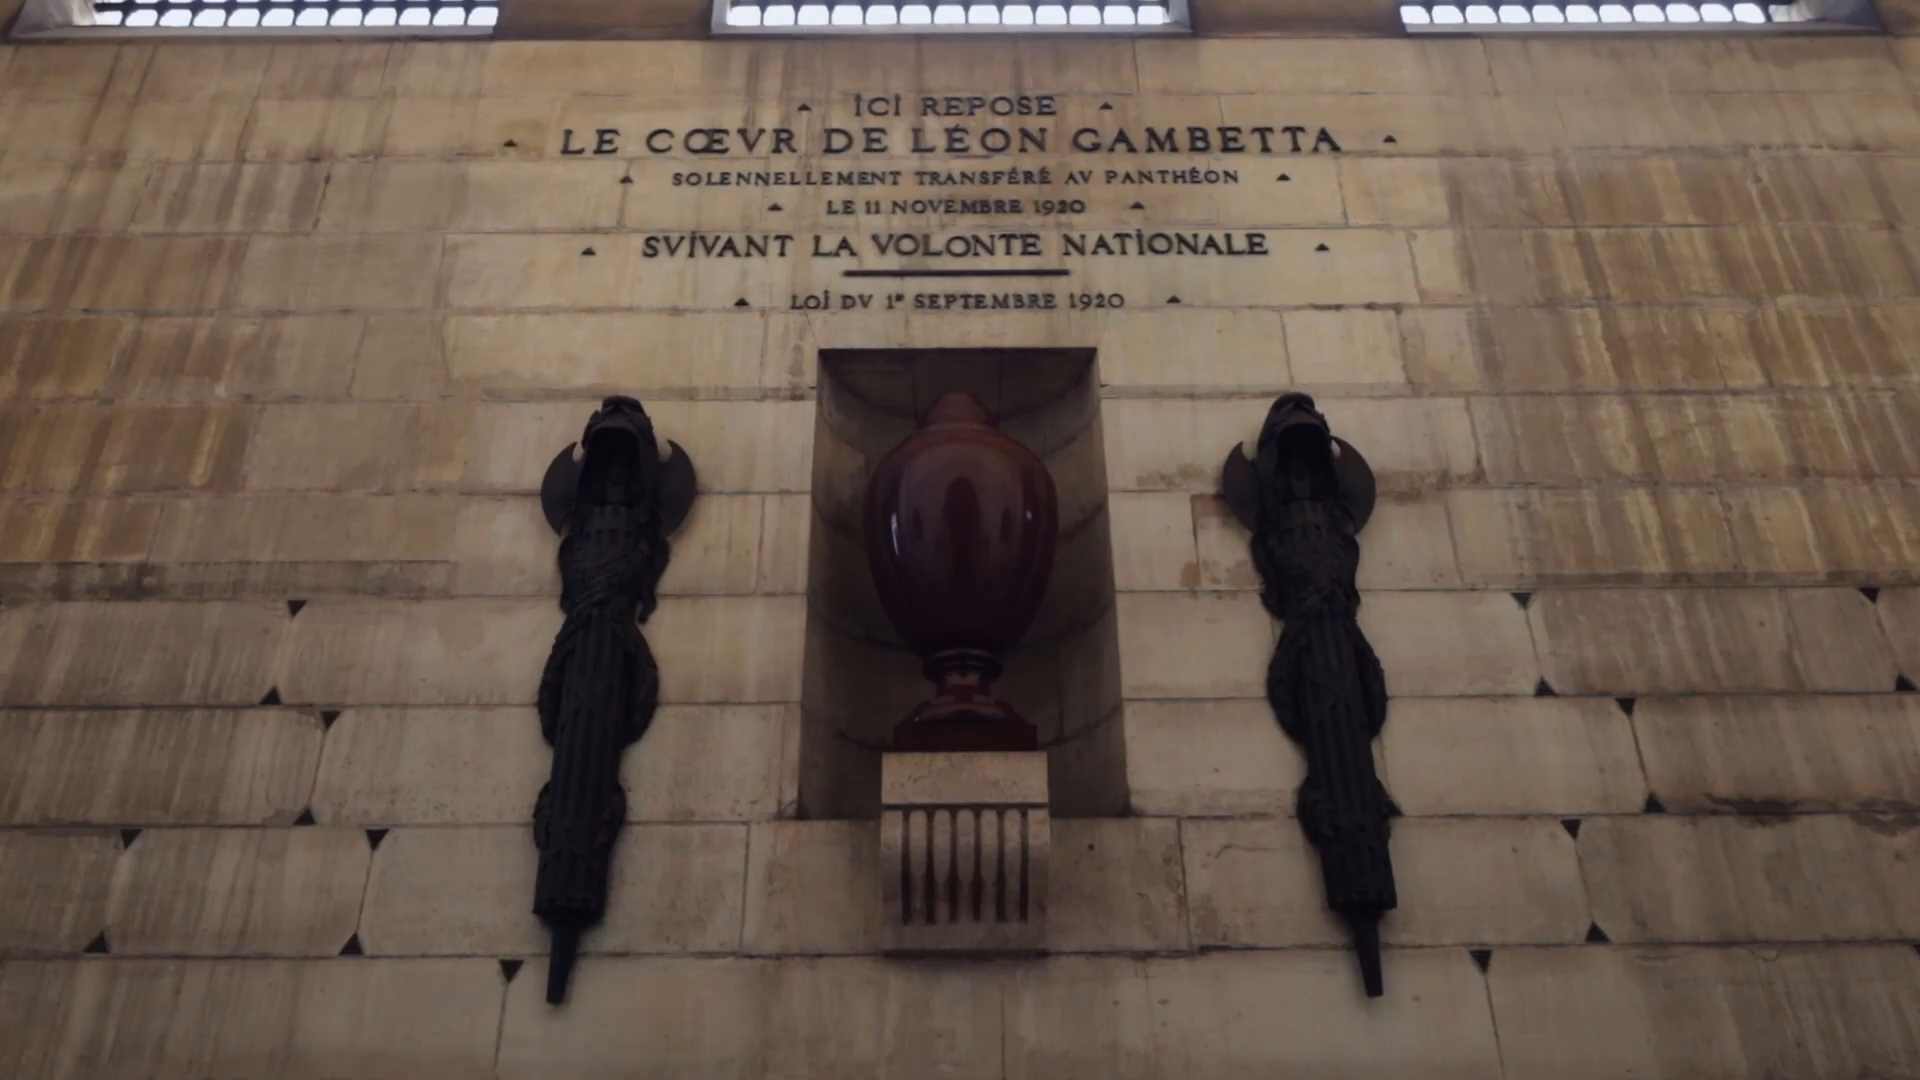 ICI REPOSE
LE CŒVR DE LÉON GAMBETTA
SOLENNELLEMENT TRANSFÉRÉ AV PANTHÉON
LE 11 NOVEMBRE 1920
SVIVANT LA VOLONTE NATIONALE
LOI DV 1ᵉʳ SEPTEMBRE 1920